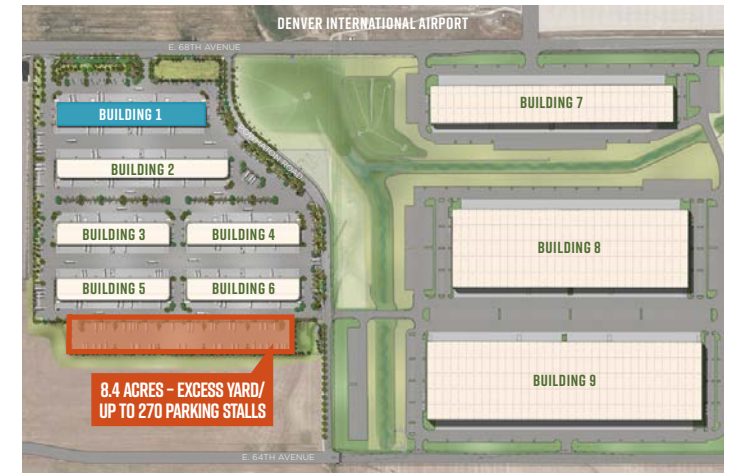 DENVER INTERNATIONAL AIRPORT
E. 68TH AVENUE
BUILDING 7
BUILDING 1
BUILDING 2
BUILDING 3
BUILDING 4
BUILDING 8
BUILDING 5
BUILDING 6
8.4 ACRES – EXCESS YARD/
UP TO 270 PARKING STALLS
BUILDING 9
E. 64TH AVENUE